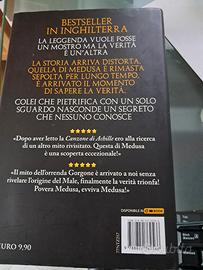 BESTSELLER
IN INGHILTERRA
LA LEGGENDA VUOLE FOSSE
UN MOSTRO MA LA VERITÀ
È UN'ALTRA
LA STORIA ARRIVA DISTORTA,
QUELLA DI MEDUSA È RIMASTA
SEPOLTA PER LUNGO TEMPO,
È ARRIVATO IL MOMENTO
DI SAPERE LA VERITÀ.
COLEI CHE PIETRIFICA CON UN SOLO
SGUARDO NASCONDE UN SEGRETO
CHE NESSUNO CONOSCE
«Dopo aver letto la Canzone di Achille ero alla ricerca
di un altro mito rivisitato. Questa di Medusa
è una scoperta eccezionale!»
«Il mito dell'orrenda Gorgone è arrivato a noi senza
rivelare l'origine del Male, finalmente la verità trionfa!
Povera Medusa, evviva Medusa!»
DISPONIBILE IN
BOOK
EURO 9,90